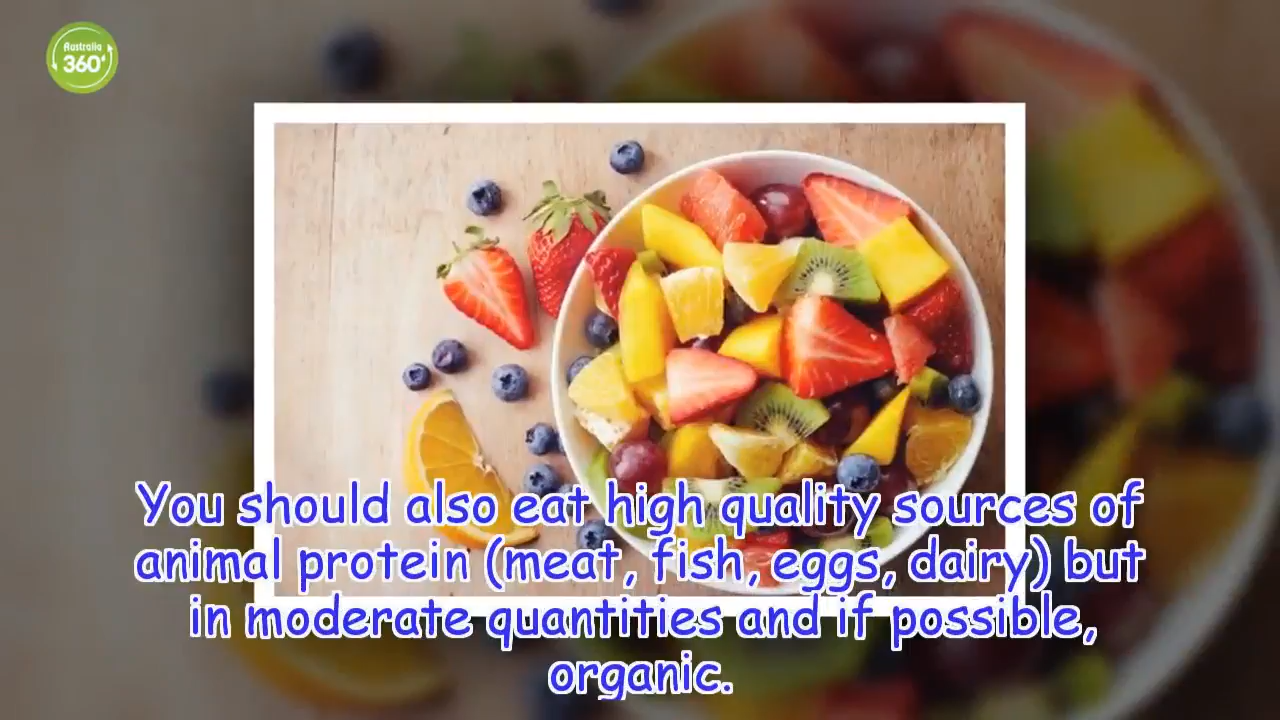 Australia
360°
You should also eat high quality sources of
animal protein (meat, fish, eggs, dairy) but
in moderate quantities and if possible,
organic.